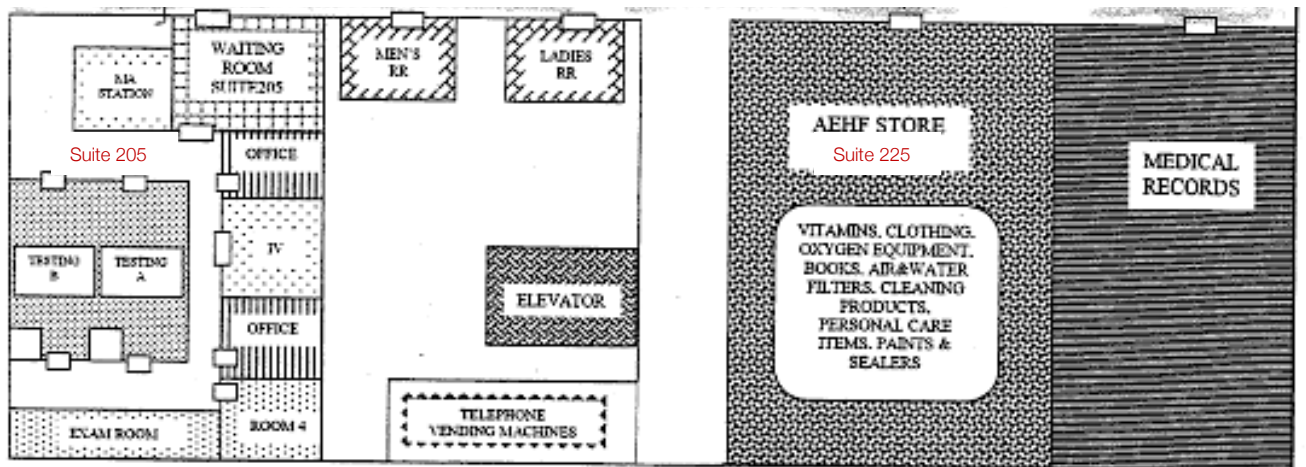 WAITING
ROOM
SUITE205
MA
STATION
MEN'S
RR
LADIES
RR
Suite 205
OFFICE
AEHF STORE
Suite 225
MEDICAL
RECORDS
TESTING
B
TESTING
A
IV
ELEVATOR
VITAMINS, CLOTHING,
OXYGEN EQUIPMENT,
BOOKS, AIR&WATER
FILTERS, CLEANING
PRODUCTS,
PERSONAL CARE
ITEMS, PAINTS &
SEALERS
OFFICE
EXAM ROOM
ROOM 4
TELEPHONE
VENDING MACHINES